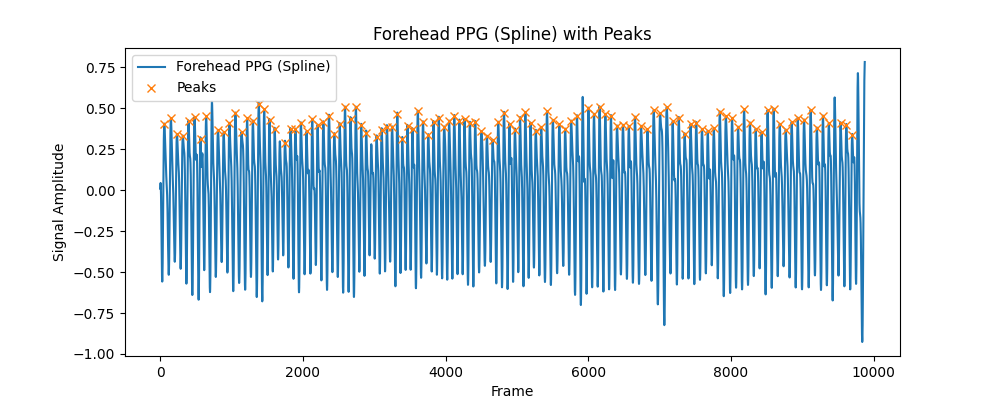 Forehead PPG (Spline) with Peaks
Forehead PPG (Spline)
Peaks
0.75
0.50
0.25
0.00
−0.25
−0.50
−0.75
−1.00
Signal Amplitude
0 2000 4000 6000 8000 10000
Frame